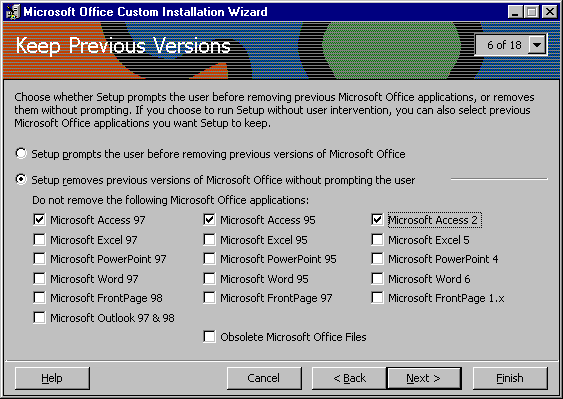 Microsoft Office Custom Installation Wizard
Keep Previous Versions
6 of 18
Choose whether Setup prompts the user before removing previous Microsoft Office applications, or removes
them without prompting. If you choose to run Setup without user intervention, you can also select previous
Microsoft Office applications you want Setup to keep.
Setup prompts the user before removing previous versions of Microsoft Office
Setup removes previous versions of Microsoft Office without prompting the user
Do not remove the following Microsoft Office applications:
Microsoft Access 97 Microsoft Access 95 Microsoft Access 2
Microsoft Excel 97 Microsoft Excel 95 Microsoft Excel 5
Microsoft PowerPoint 97 Microsoft PowerPoint 95 Microsoft PowerPoint 4
Microsoft Word 97 Microsoft Word 95 Microsoft Word 6
Microsoft FrontPage 98 Microsoft FrontPage 97 Microsoft FrontPage 1.x
Microsoft Outlook 97 & 98
Obsolete Microsoft Office Files
Help Cancel < Back Next > Finish